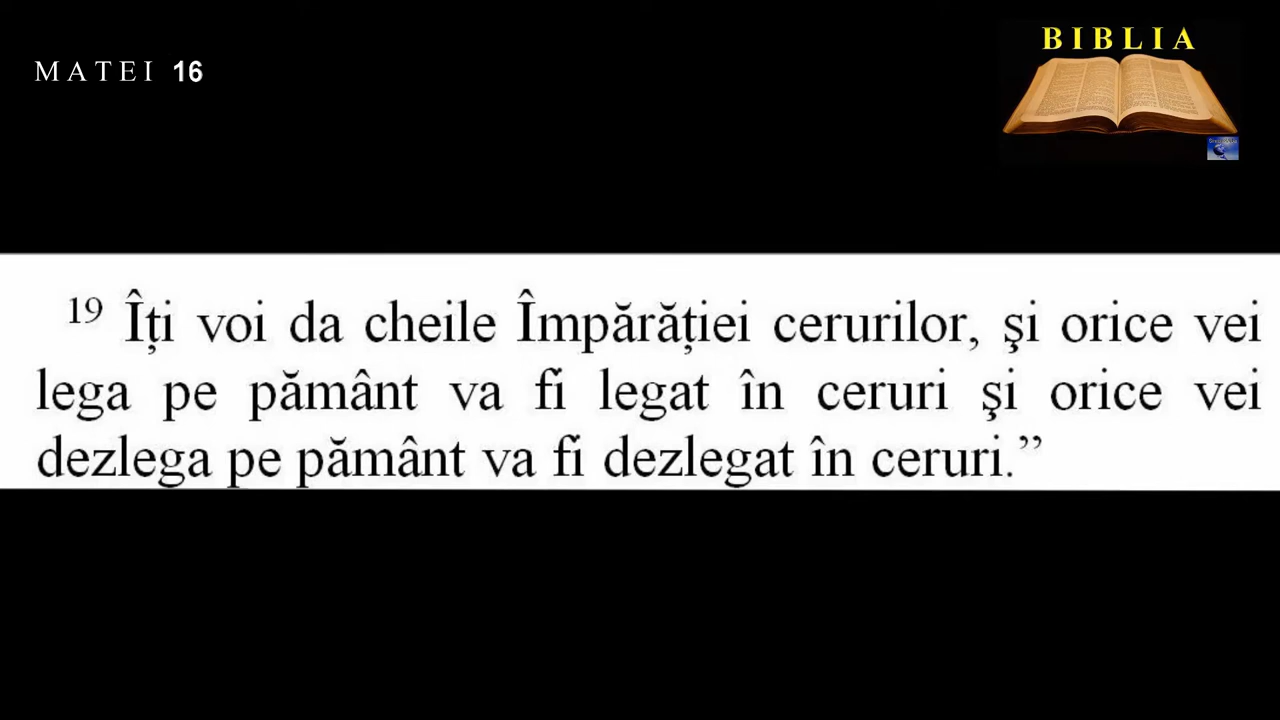 MATEI 16
BIBLIA
19 Îți voi da cheile Împărăției cerurilor, şi orice vei
lega pe pământ va fi legat în ceruri şi orice vei
dezlega pe pământ va fi dezlegat în ceruri.”